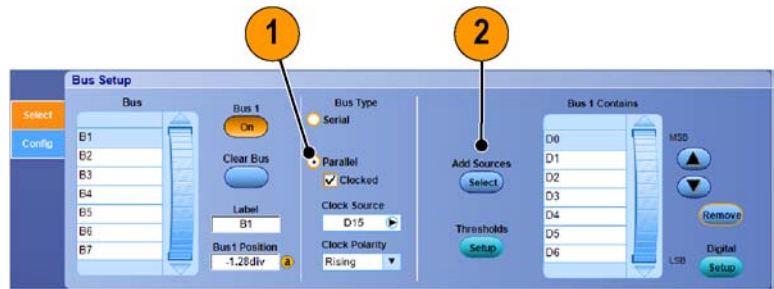 1
2
Bus Setup
Select
Config
Bus
B1
B2
B3
B4
B5
B6
B7
Bus 1
On
Clear Bus
Label
B1
Bus1 Position
-1.28div
a
Bus Type
Serial
Parallel
Clocked
Clock Source
D15
Clock Polarity
Rising
Add Sources
Select
Thresholds
Setup
Bus 1 Contains
D0
D1
D2
D3
D4
D5
D6
MSB
LSB
Remove
Digital
Setup